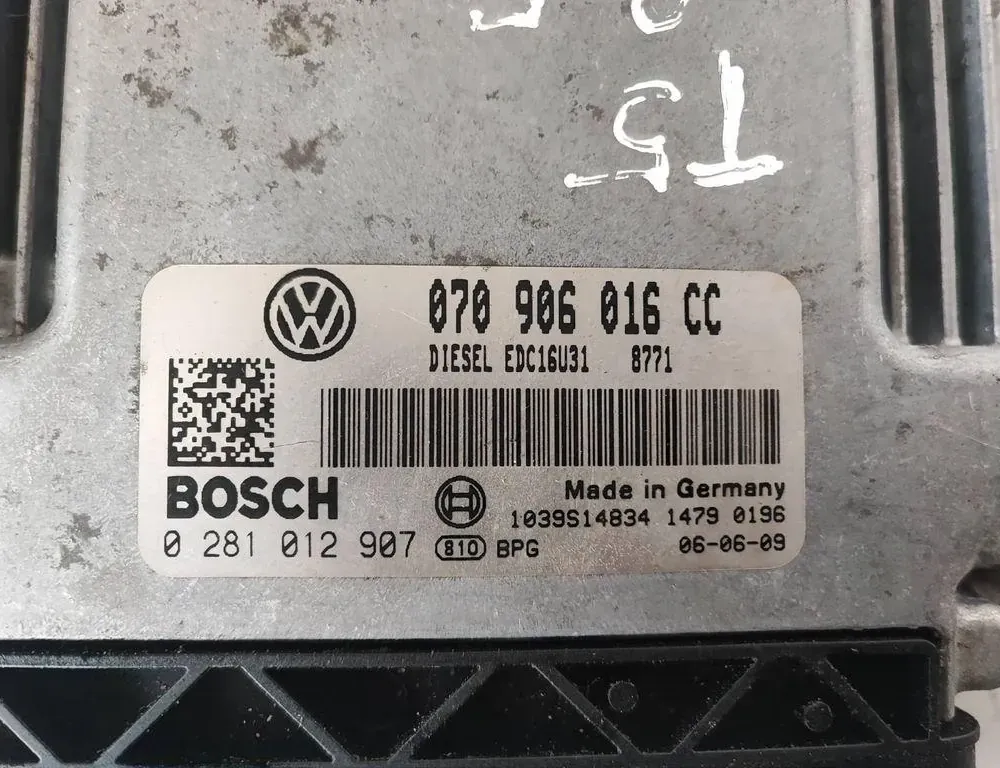 T5
070 906 016 CC
DIESEL EDC16U31 8771
BOSCH
Made in Germany
1039S14834 1479 0196
0 281 012 907 810 BPG 06-06-09